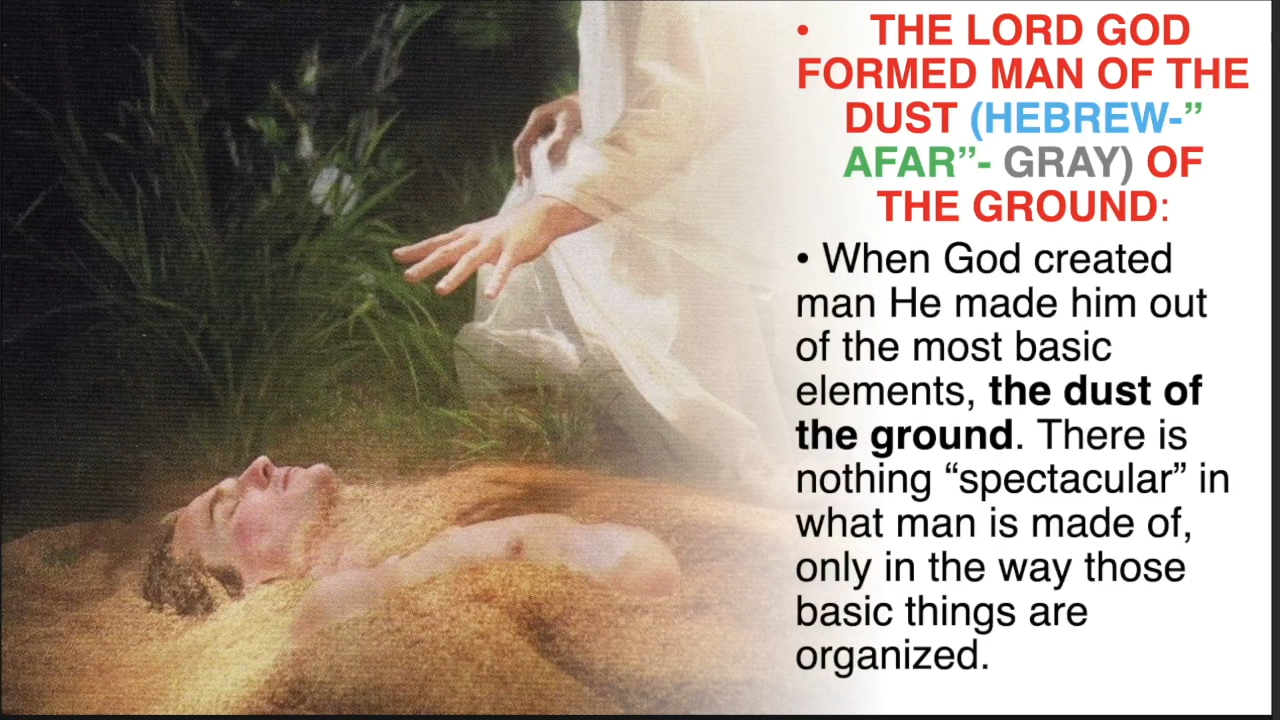 • THE LORD GOD
FORMED MAN OF THE
DUST (HEBREW-”
AFAR”- GRAY) OF
THE GROUND:
• When God created
man He made him out
of the most basic
elements, the dust of
the ground. There is
nothing “spectacular” in
what man is made of,
only in the way those
basic things are
organized.